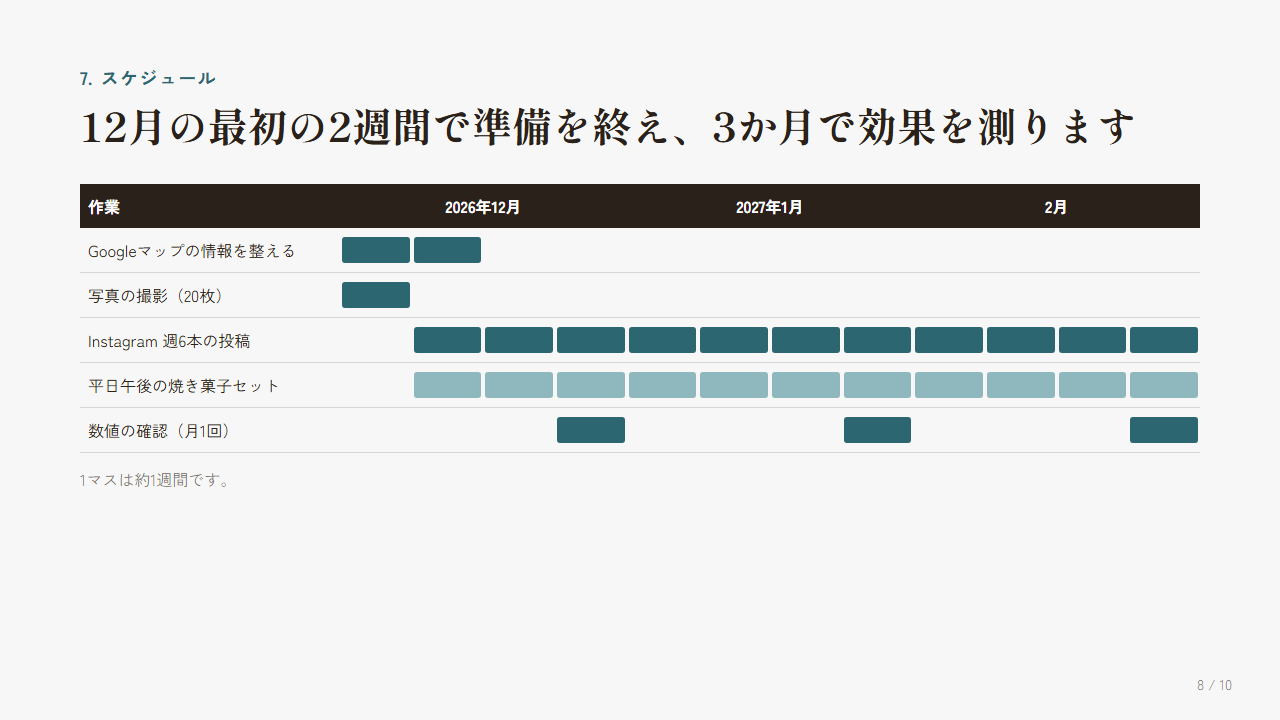 7. スケジュール
12月の最初の2週間で準備を終え、3か月で効果を測ります
作業 2026年12月 2027年1月 2月
Googleマップの情報を整える
写真の撮影（20枚）
Instagram 週6本の投稿
平日午後の焼き菓子セット
数値の確認（月1回）
1マスは約1週間です。
8 / 10